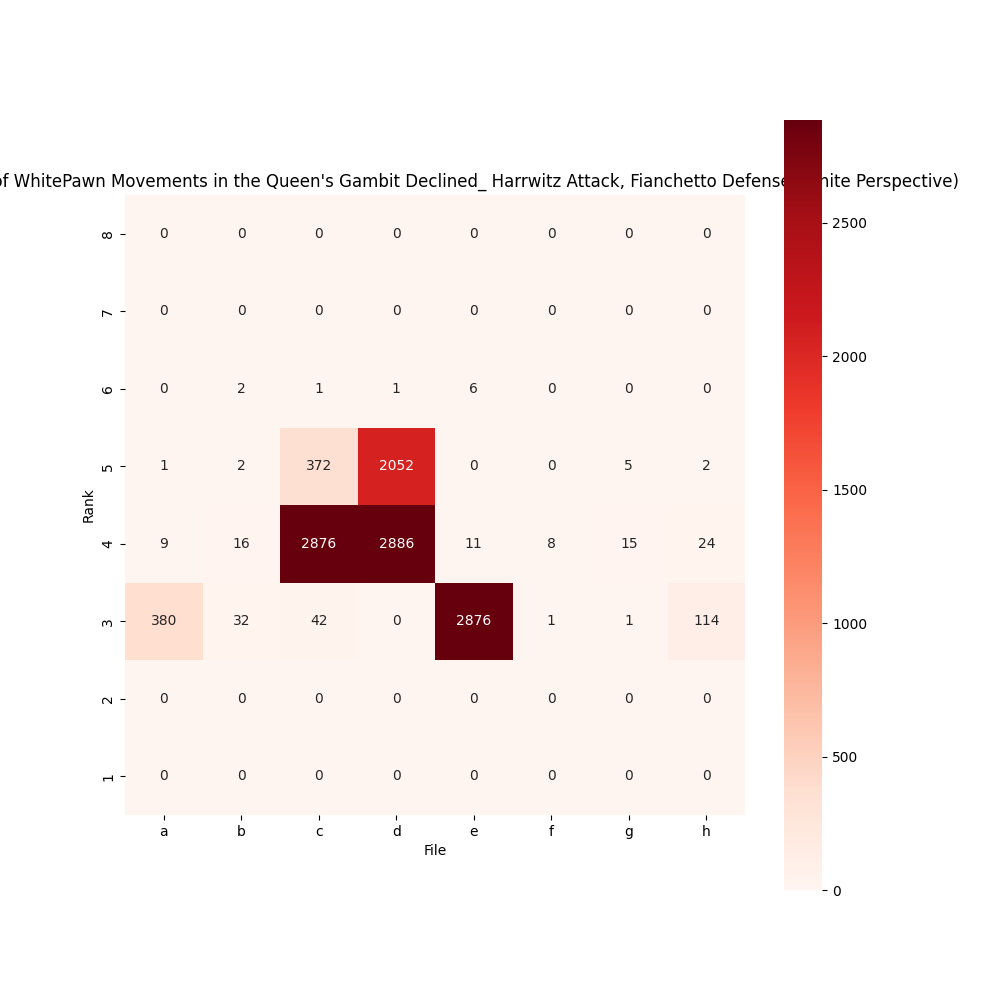 of WhitePawn Movements in the Queen's Gambit Declined_ Harrwitz Attack, Fianchetto Defense
Perspective)
2500
8 0 0 0 0 0 0 0 0
7 0 0 0 0 0 0 0 0
2000
6 0 2 1 1 6 0 0 0
5 1 2 372 2052 0 0 5 2
1500
Rank
4 9 16 2876 2886 11 8 15 24
1000
3 380 32 42 0 2876 1 1 114
2 0 0 0 0 0 0 0 0
500
1 0 0 0 0 0 0 0 0
a b c d e f g h
File
0